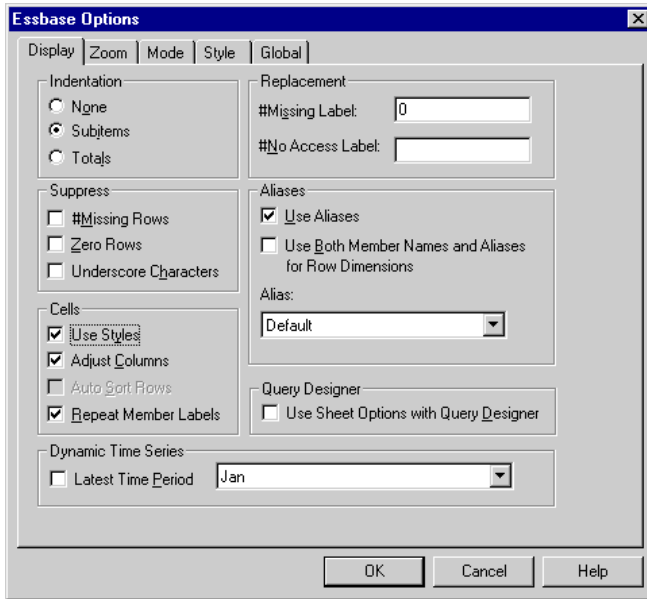 Essbase Options
Display Zoom Mode Style Global
Indentation
None
Subitems
Totals
Replacement
#Missing Label: 0
#No Access Label:
Suppress
#Missing Rows
Zero Rows
Underscore Characters
Aliases
Use Aliases
Use Both Member Names and Aliases
for Row Dimensions
Alias:
Default
Cells
Use Styles
Adjust Columns
Auto Sort Rows
Repeat Member Labels
Query Designer
Use Sheet Options with Query Designer
Dynamic Time Series
Latest Time Period Jan
OK Cancel Help